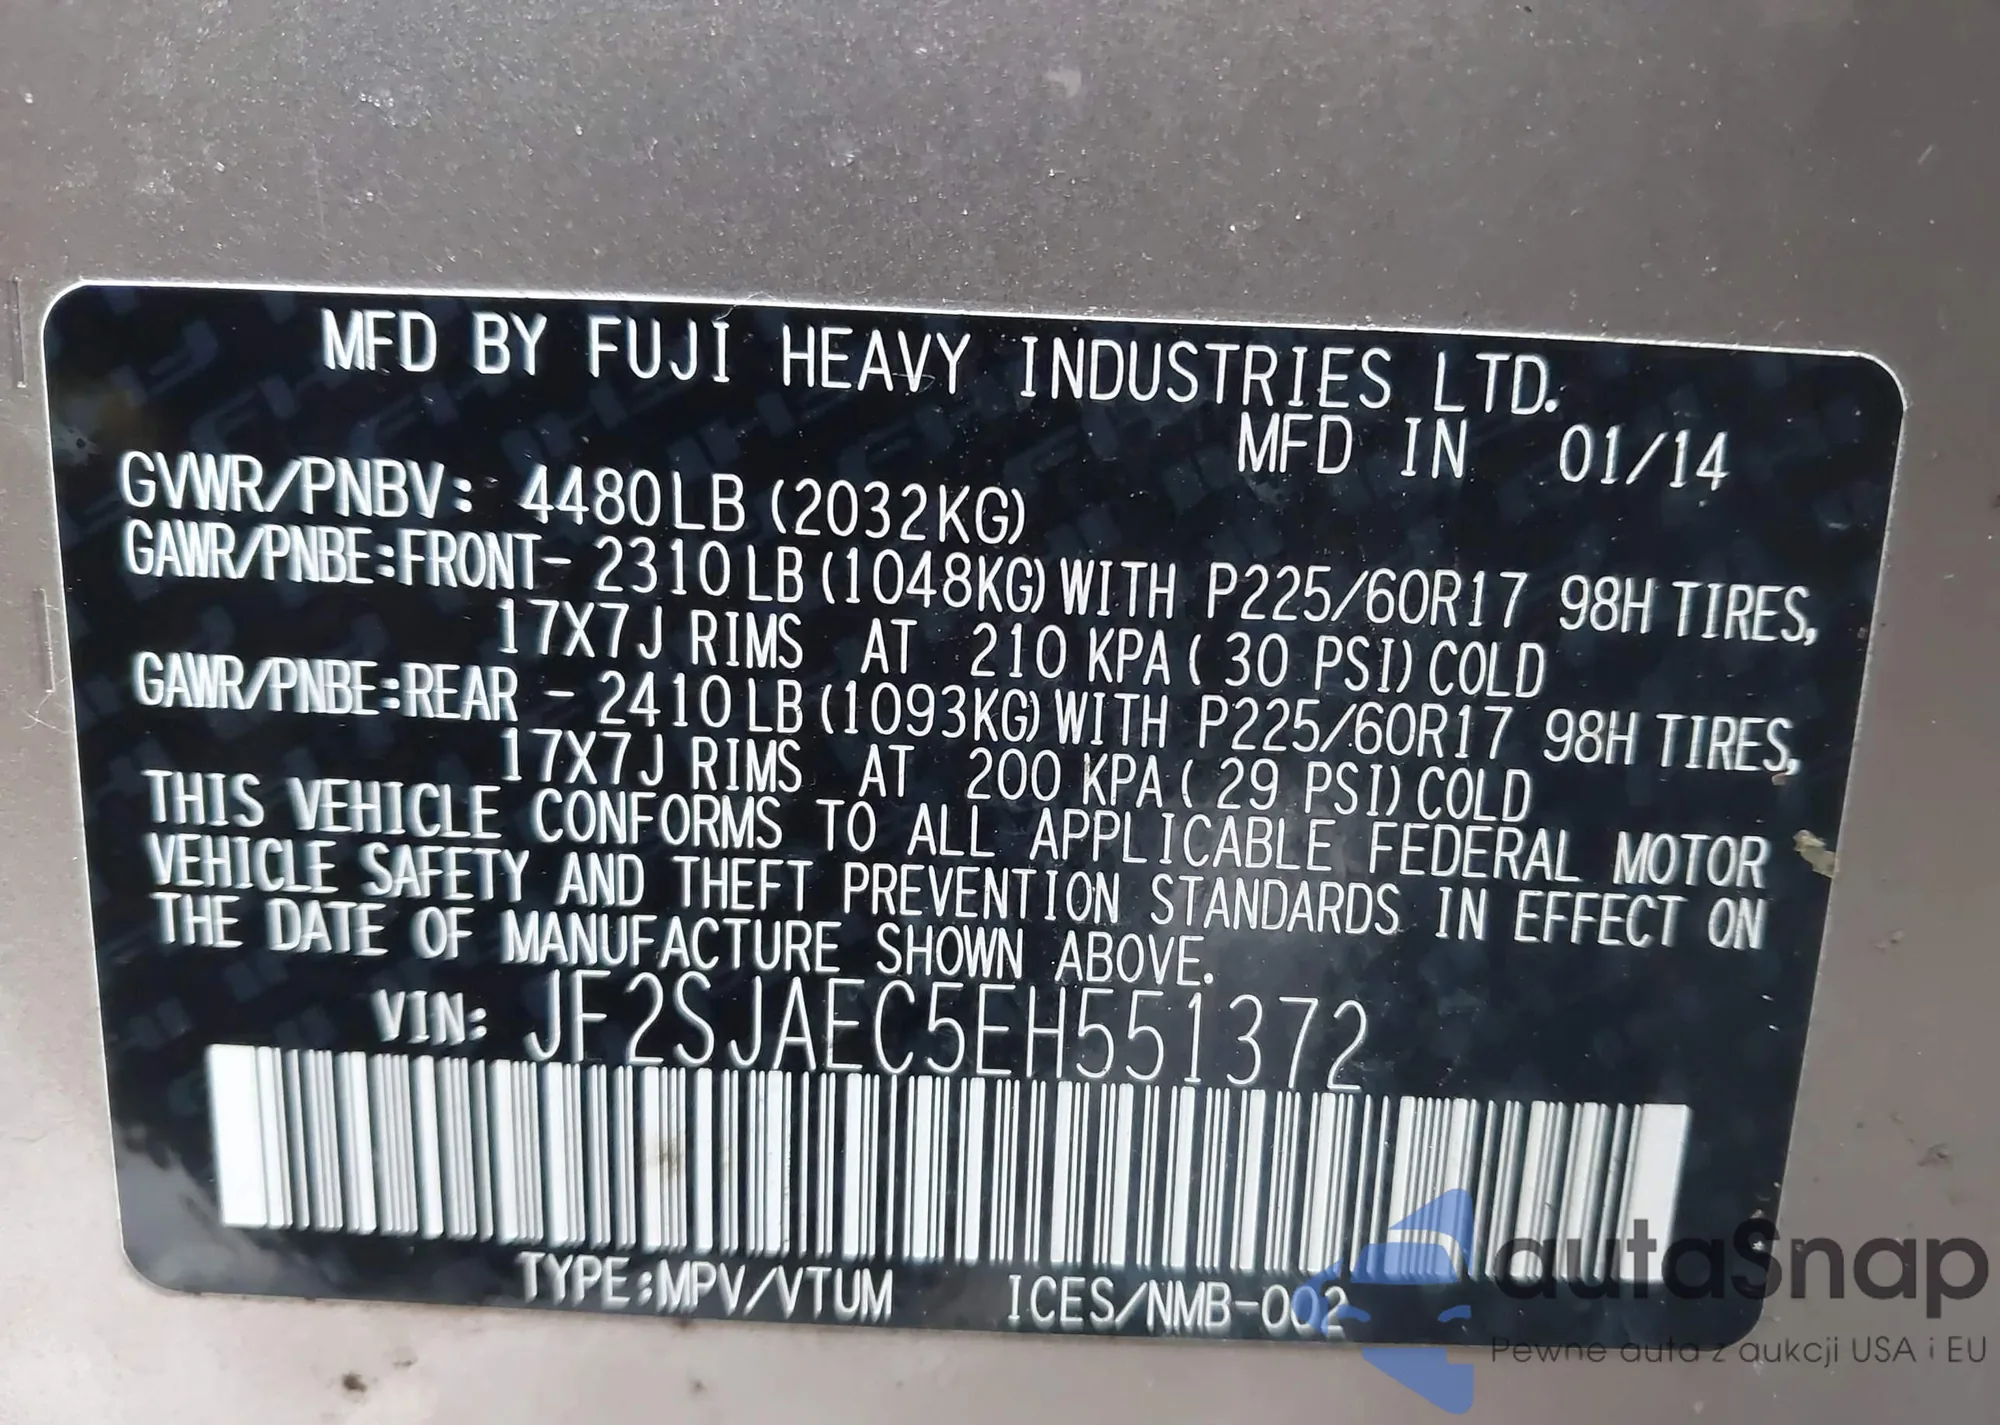 MFD BY FUJI HEAVY INDUSTRIES LTD.
MFD IN 01/14
GVWR/PNBV: 4480LB (2032KG)
GAWR/PNBE:FRONT- 2310LB (1048KG) WITH P225/60R17 98H TIRES,
17X7J RIMS AT 210 KPA ( 30 PSI) COLD
GAWR/PNBE:REAR - 2410LB (1093KG) WITH P225/60R17 98H TIRES,
17X7J RIMS AT 200 KPA ( 29 PSI) COLD
THIS VEHICLE CONFORMS TO ALL APPLICABLE FEDERAL MOTOR
VEHICLE SAFETY AND THEFT PREVENTION STANDARDS IN EFFECT ON
THE DATE OF MANUFACTURE SHOWN ABOVE.
VIN: JF2SJAEC5EH551372
TYPE:MPV/VTUM ICES/NMB-002
autaSnap
Pewne auta z aukcji USA i EU